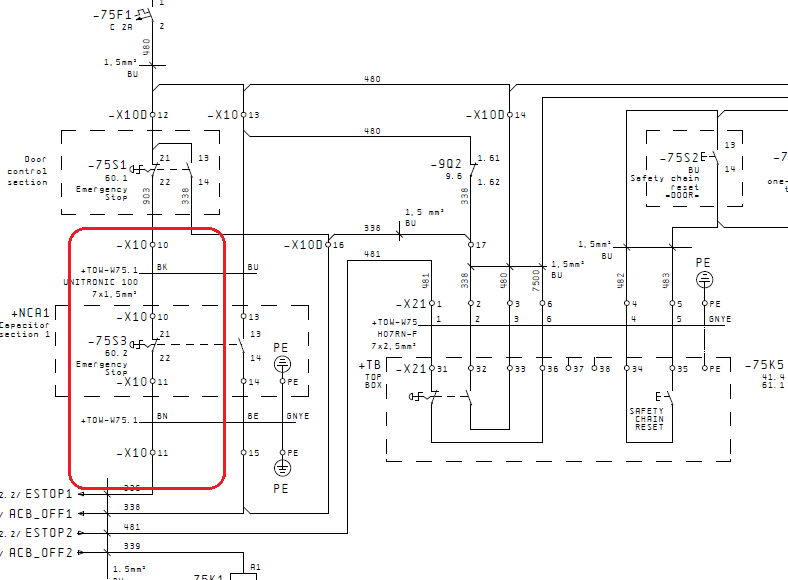 1
-75F1
C 2A
2
480
1,5mm²
BU
480
-X10D 12
-X10 13
-X10D 14
480
Door
control
section
-75S1
60.1
Emergency
Stop
21
22
13
14
903
338
-9Q2
9.6
1.61
1.62
338
-75S2
BU
Safety chain
reset
=DOOR=
13
14
-7
one-
t
1,5 mm²
BU
338
481
-X10 10
-X10D 16
17
1,5mm²
BU
1,5mm²
BU
+TOW-W75.1
UNITRONIC 100
7x1,5mm²
BK
BU
481
338
480
7500
482
483
PE
+NCA1
Capacitor
section 1
-X10 10
13
-75S3
60.2
Emergency
Stop
21
22
13
14
PE
-X21 1
2
3
6
4
5
PE
+TOW-W75
HO7RN-F
7x2,5mm²
1
2
3
6
4
5
GNYE
+TB
TOP
BOX
-X21 31
32
33
36
37
38
34
35
PE
-75K5
41.4
61.1
-X10 11
14
PE
SAFETY
CHAIN
RESET
+TOW-W75.1
BN
BE
GNYE
-X10 11
15
PE
PE
2.2/ ESTOP1
/ ACB_OFF1
338
2.2/ ESTOP2
481
/ ACB_OFF2
339
1.5mm²
BU
75K1
A1